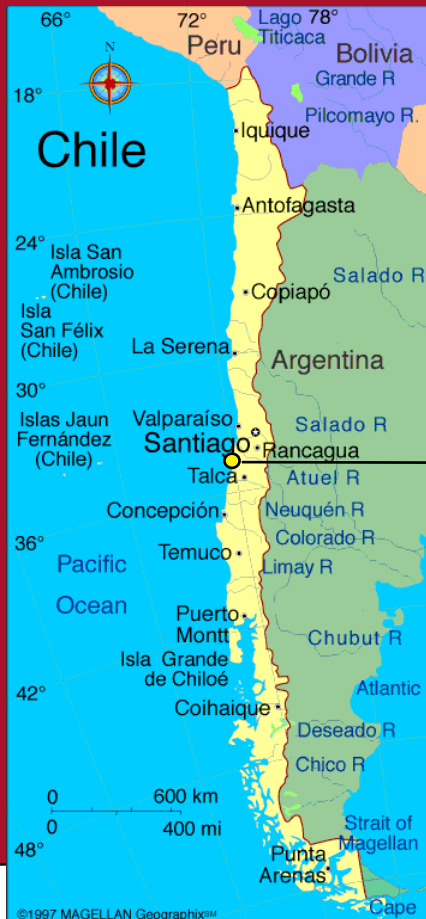 66°
72°
Lago 78°
Titicaca
Peru
Bolivia
N
Grande R
18°
Pilcomayo R.
Iquique
Chile
Antofagasta
24°
Isla San
Ambrosio
(Chile)
Salado R
Copiapó
Isla
San Félix
(Chile)
La Serena
Argentina
30°
Islas Jaun
Fernández
(Chile)
Valparaíso
Salado R
Santiago
Rancagua
Talca
Atuel R
Concepción
Neuquén R
Colorado R
36°
Temuco
Limay R
Pacific
Ocean
Puerto
Montt
Chubut R
Isla Grande
de Chiloé
42°
Atlantic
Coihaique
Deseado R
Chico R
0 600 km
0 400 mi
Strait of
Magellan
48°
Punta
Arenas
Cape
©1997 MAGELLAN Geographix℠